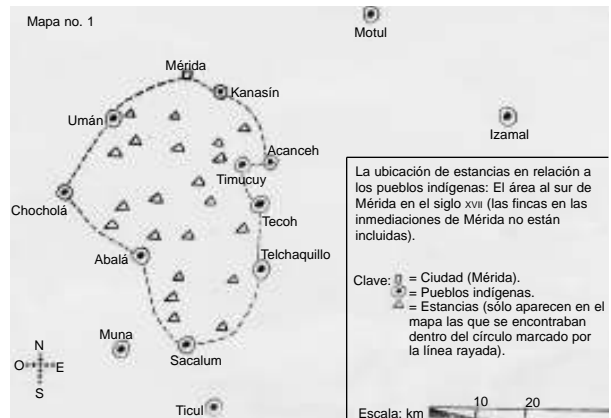 Mapa no. 1
Motul
Mérida
Kanasín
Umán
Izamal
Acanceh
Timucuy
Chocholá
Tecoh
Abalá
Telchaquillo
Muna
Sacalum
Ticul
N
O E
S
La ubicación de estancias en relación a
los pueblos indígenas: El área al sur de
Mérida en el siglo XVII (las fincas en las
inmediaciones de Mérida no están
incluidas).
Clave: = Ciudad (Mérida).
= Pueblos indígenas.
= Estancias (sólo aparecen en el
mapa las que se encontraban
dentro del círculo marcado por
la línea rayada).
10 20
Escala: km